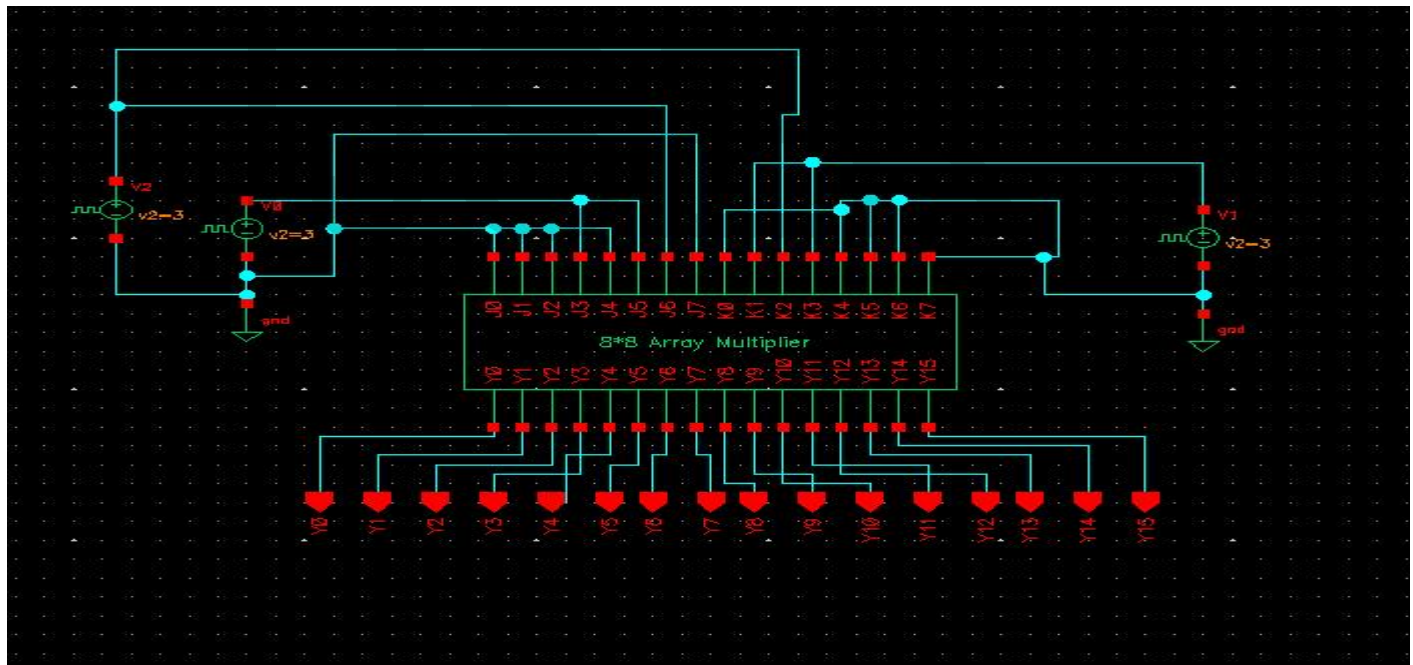 V2
v2=3
V0
v2=3
V1
v2=3
gnd
gnd
J0 J1 J2 J3 J4 J5 J6 J7 K0 K1 K2 K3 K4 K5 K6 K7
8*8 Array Multiplier
Y0 Y1 Y2 Y3 Y4 Y5 Y6 Y7 Y8 Y9 Y10 Y11 Y12 Y13 Y14 Y15
Y0 Y1 Y2 Y3 Y4 Y5 Y6 Y7 Y8 Y9 Y10 Y11 Y12 Y13 Y14 Y15